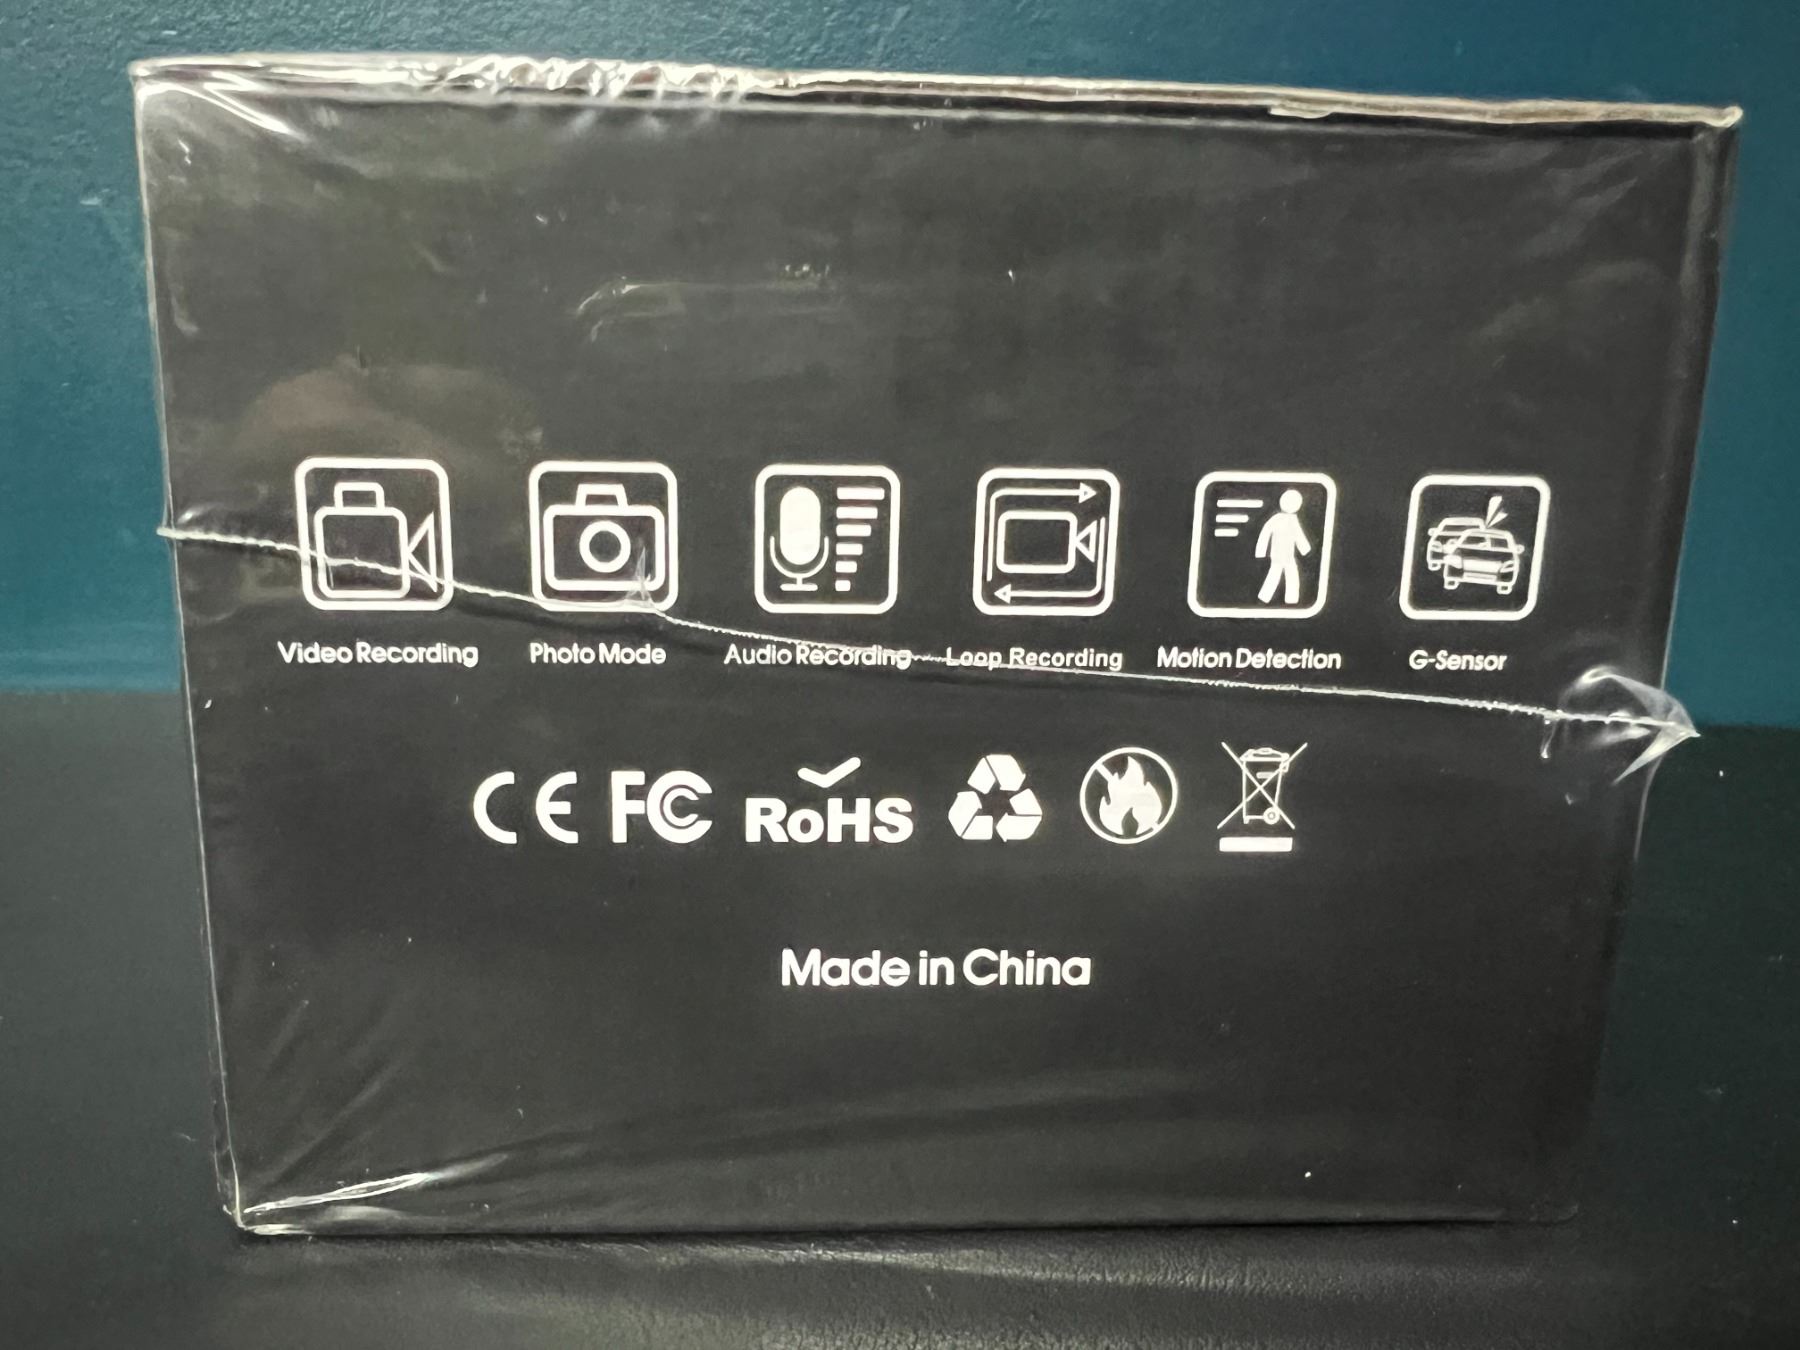 Video Recording Photo Mode Audio Recording Loop Recording Motion Detection G-Sensor
CE FC RoHS
Made in China